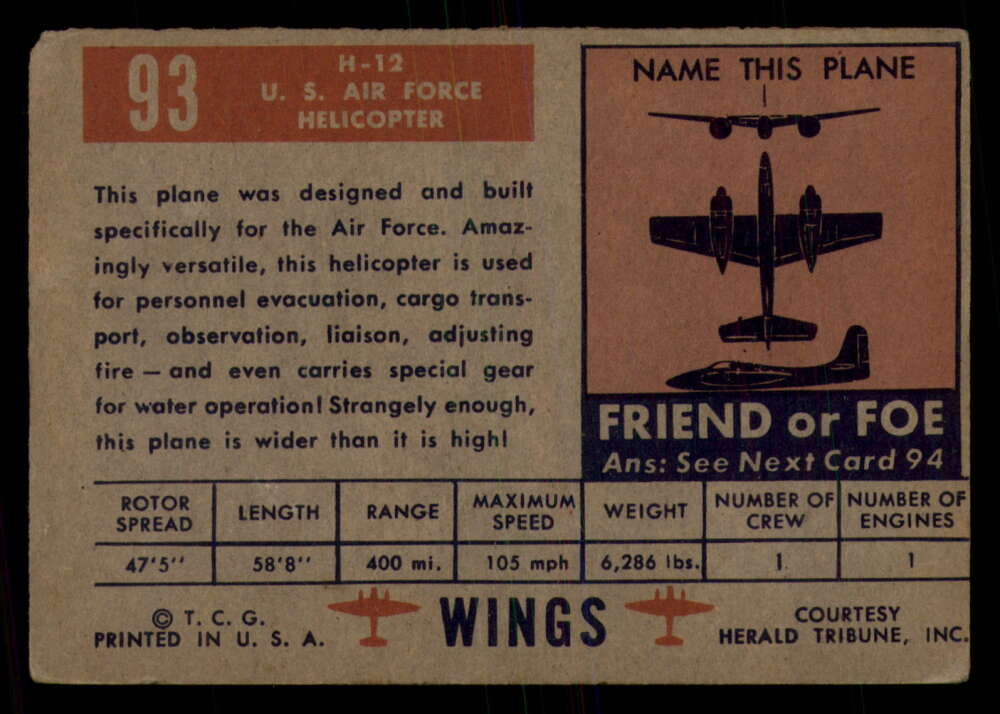 93
H-12
U. S. AIR FORCE
HELICOPTER
This plane was designed and built
specifically for the Air Force. Amaz-
ingly versatile, this helicopter is used
for personnel evacuation, cargo trans-
port, observation, liaison, adjusting
fire — and even carries special gear
for water operation! Strangely enough,
this plane is wider than it is high!
NAME THIS PLANE
FRIEND or FOE
Ans: See Next Card 94
ROTOR SPREAD LENGTH RANGE MAXIMUM SPEED WEIGHT NUMBER OF CREW NUMBER OF ENGINES
47'5'' 58'8'' 400 mi. 105 mph 6,286 lbs. 1 1
© T. C. G.
PRINTED IN U. S. A.
WINGS
COURTESY
HERALD TRIBUNE, INC.